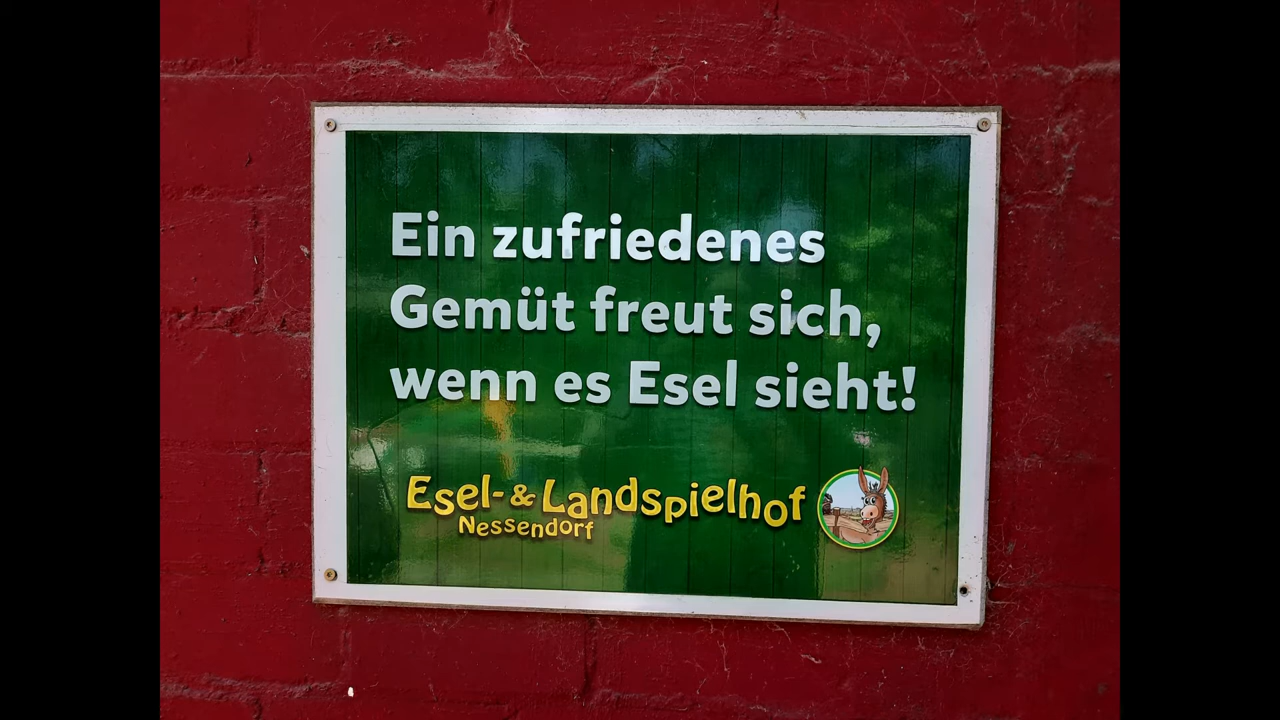 Ein zufriedenes
Gemüt freut sich,
wenn es Esel sieht!
Esel- & Landspielhof
Nessendorf